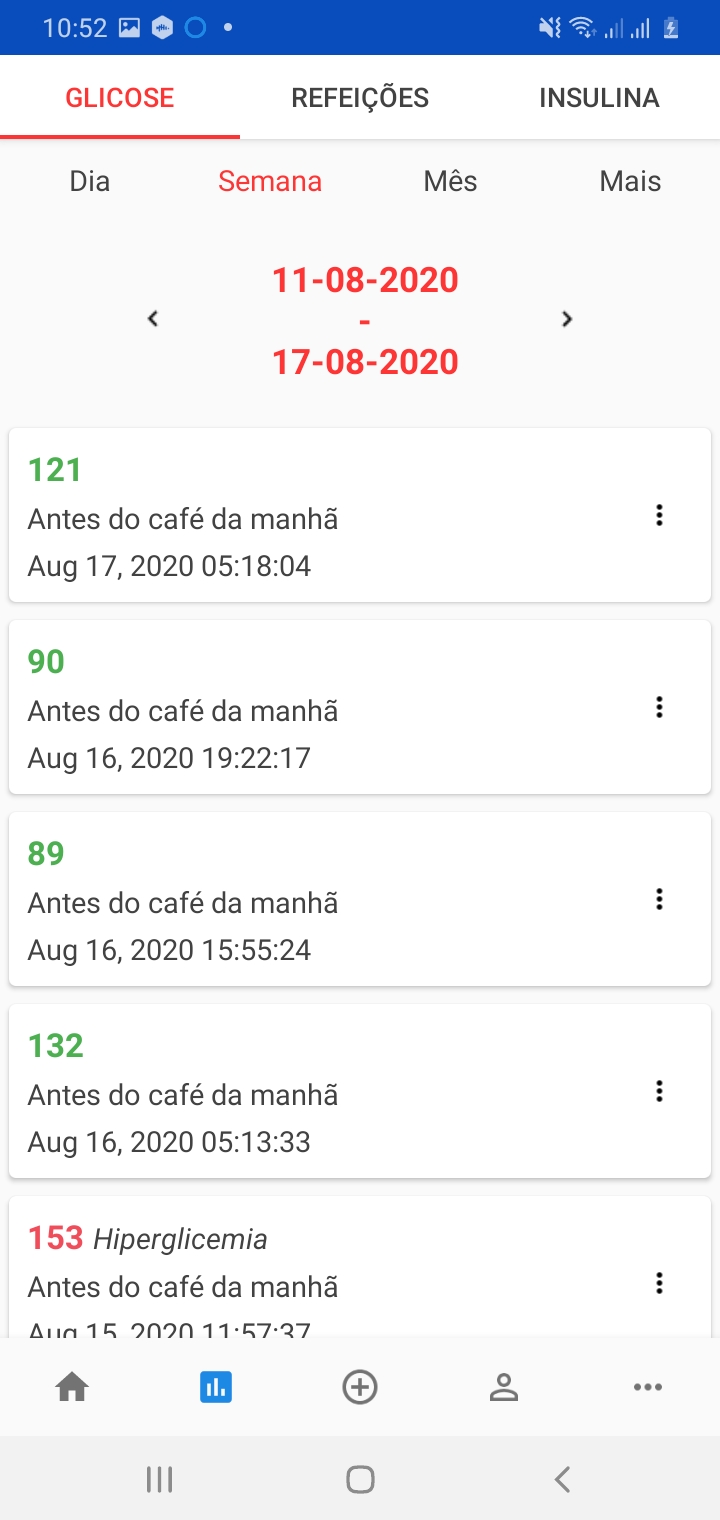 10:52
GLICOSE REFEIÇÕES INSULINA
Dia Semana Mês Mais
11-08-2020
-
17-08-2020
121
Antes do café da manhã
Aug 17, 2020 05:18:04
90
Antes do café da manhã
Aug 16, 2020 19:22:17
89
Antes do café da manhã
Aug 16, 2020 15:55:24
132
Antes do café da manhã
Aug 16, 2020 05:13:33
153 Hiperglicemia
Antes do café da manhã
Aug 15, 2020 11:57:37